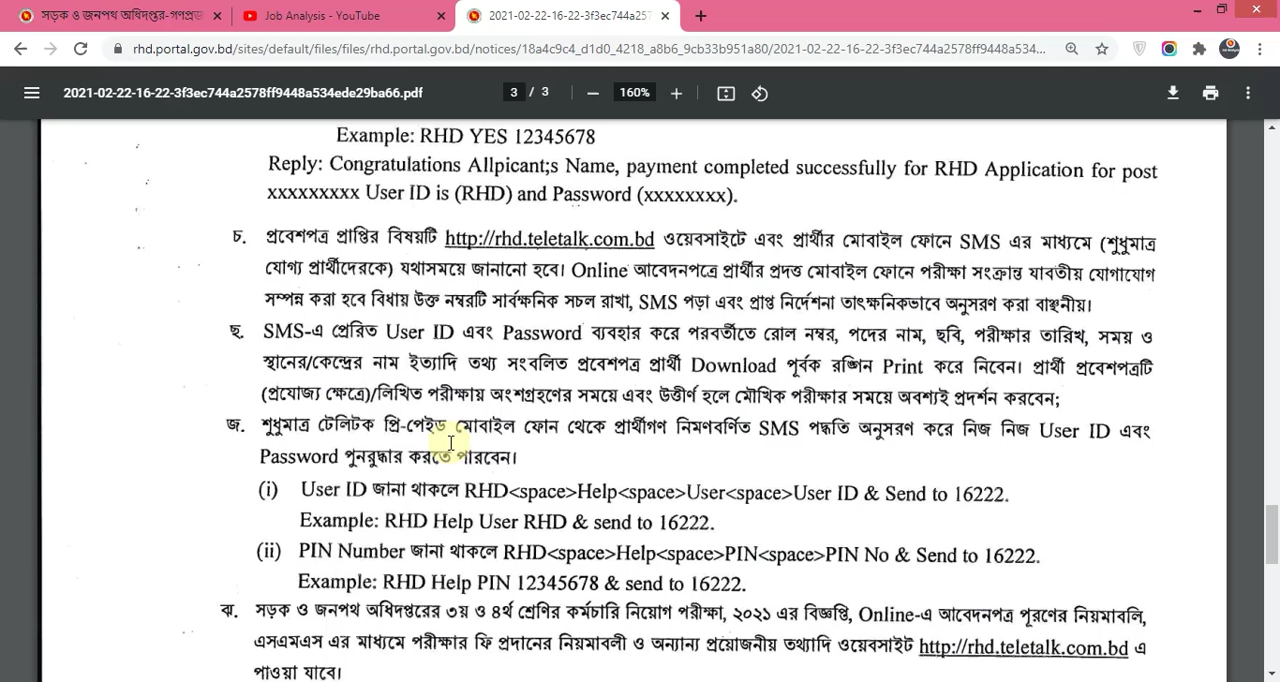 সড়ক ও জনপথ অধিদপ্তর-গণপ্রজা
Job Analysis - YouTube
2021-02-22-16-22-3f3ec744a257
rhd.portal.gov.bd/sites/default/files/files/rhd.portal.gov.bd/notices/18a4c9c4_d1d0_4218_a8b6_9cb33b951a80/2021-02-22-16-22-3f3ec744a2578ff9448a534...
2021-02-22-16-22-3f3ec744a2578ff9448a534ede29ba66.pdf
3 / 3
160%
Example: RHD YES 12345678
Reply: Congratulations Allpicant;s Name, payment completed successfully for RHD Application for post
xxxxxxxxx User ID is (RHD) and Password (xxxxxxxx).
চ. প্রবেশপত্র প্রাপ্তির বিষয়টি http://rhd.teletalk.com.bd ওয়েবসাইটে এবং প্রার্থীর মোবাইল ফোনে SMS এর মাধ্যমে (শুধুমাত্র
যোগ্য প্রার্থীদেরকে) যথাসময়ে জানানো হবে। Online আবেদনপত্রে প্রার্থীর প্রদত্ত মোবাইল ফোনে পরীক্ষা সংক্রান্ত যাবতীয় যোগাযোগ
সম্পন্ন করা হবে বিধায় উক্ত নম্বরটি সার্বক্ষনিক সচল রাখা, SMS পড়া এবং প্রাপ্ত নির্দেশনা তাৎক্ষনিকভাবে অনুসরণ করা বাঞ্ছনীয়।
ছ. SMS-এ প্রেরিত User ID এবং Password ব্যবহার করে পরবর্তীতে রোল নম্বর, পদের নাম, ছবি, পরীক্ষার তারিখ, সময় ও
স্থানের/কেন্দ্রের নাম ইত্যাদি তথ্য সংবলিত প্রবেশপত্র প্রার্থী Download পূর্বক রঙ্গিন Print করে নিবেন। প্রার্থী প্রবেশপত্রটি
(প্রযোজ্য ক্ষেত্রে)/লিখিত পরীক্ষায় অংশগ্রহণের সময়ে এবং উত্তীর্ণ হলে মৌখিক পরীক্ষার সময়ে অবশ্যই প্রদর্শন করবেন;
জ. শুধুমাত্র টেলিটক প্রি-পেইড মোবাইল ফোন থেকে প্রার্থীগণ নিমণবর্ণিত SMS পদ্ধতি অনুসরণ করে নিজ নিজ User ID এবং
Password পুনরুদ্ধার করতে পারবেন।
(i) User ID জানা থাকলে RHD<space>Help<space>User<space>User ID & Send to 16222.
Example: RHD Help User RHD & send to 16222.
(ii) PIN Number জানা থাকলে RHD<space>Help<space>PIN<space>PIN No & Send to 16222.
Example: RHD Help PIN 12345678 & send to 16222.
ঝ. সড়ক ও জনপথ অধিদপ্তরের ৩য় ও ৪র্থ শ্রেণির কর্মচারি নিয়োগ পরীক্ষা, ২০২১ এর বিজ্ঞপ্তি, Online-এ আবেদনপত্র পূরণের নিয়মাবলি,
এসএমএস এর মাধ্যমে পরীক্ষার ফি প্রদানের নিয়মাবলী ও অন্যান্য প্রয়োজনীয় তথ্যাদি ওয়েবসাইট http://rhd.teletalk.com.bd এ
পাওয়া যাবে।